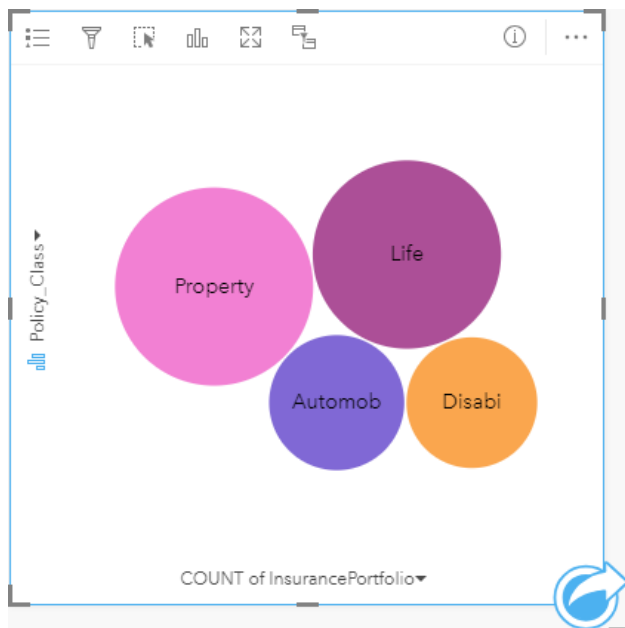 Policy_Class
Property
Life
Automob
Disabi
COUNT of InsurancePortfolio